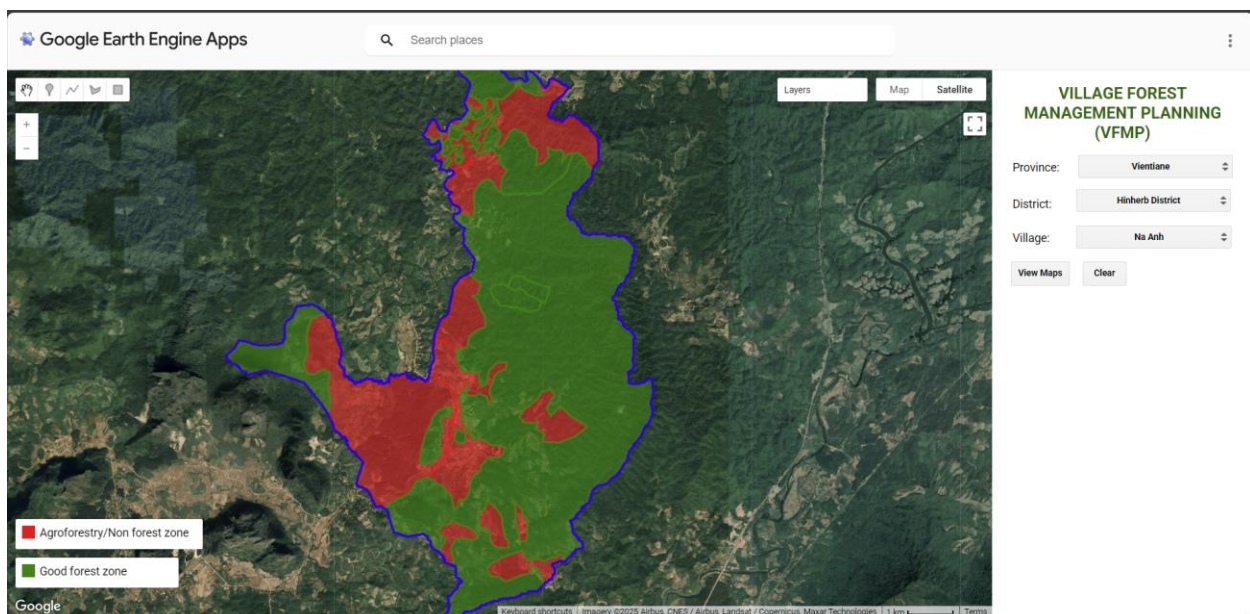 Google Earth Engine Apps
Search places
Layers
Map
Satellite
+
−
VILLAGE FOREST
MANAGEMENT PLANNING
(VFMP)
Province:
Vientiane
District:
Hinherb District
Village:
Na Anh
View Maps
Clear
Agroforestry/Non forest zone
Good forest zone
Google
Keyboard shortcuts
Imagery ©2025 Airbus, CNES / Airbus, Landsat / Copernicus, Maxar Technologies
1 km
Terms